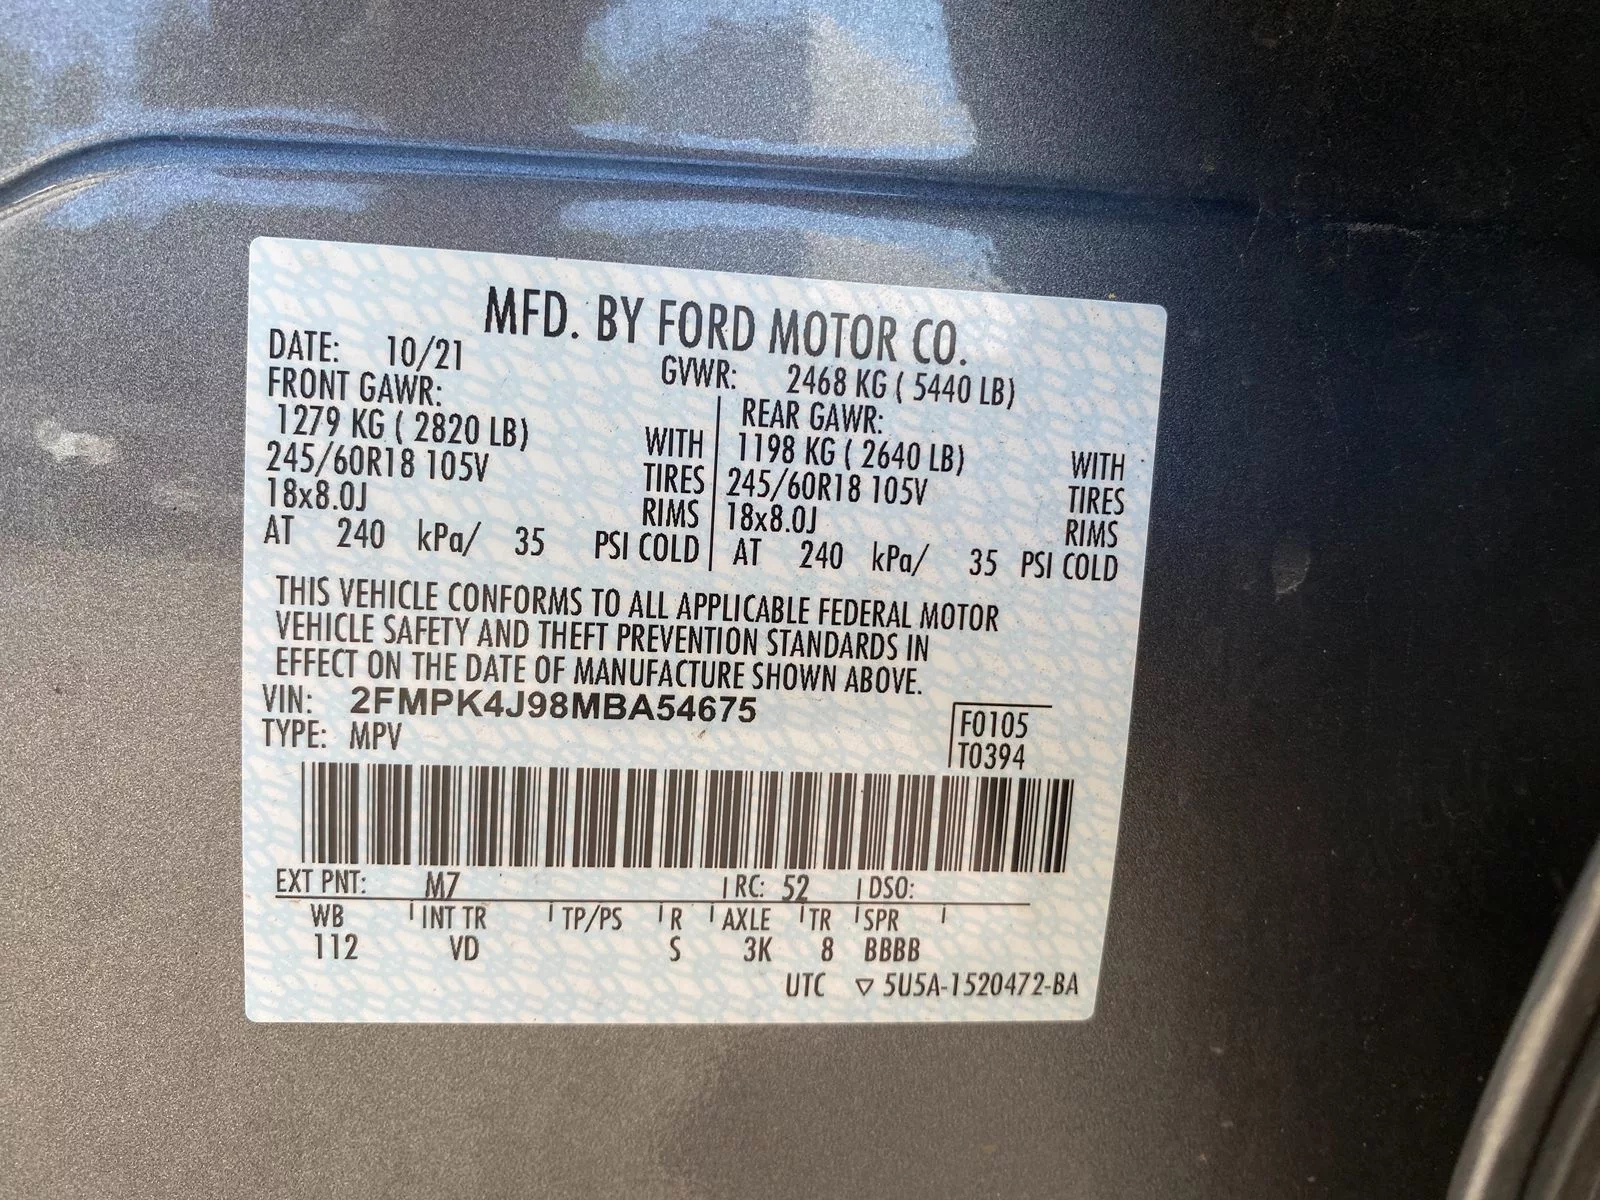 MFD. BY FORD MOTOR CO.
DATE: 10/21
GVWR: 2468 KG ( 5440 LB)
FRONT GAWR:
1279 KG ( 2820 LB) WITH
245/60R18 105V TIRES
18x8.0J RIMS
AT 240 kPa/ 35 PSI COLD
REAR GAWR:
1198 KG ( 2640 LB) WITH
245/60R18 105V TIRES
18x8.0J RIMS
AT 240 kPa/ 35 PSI COLD
THIS VEHICLE CONFORMS TO ALL APPLICABLE FEDERAL MOTOR
VEHICLE SAFETY AND THEFT PREVENTION STANDARDS IN
EFFECT ON THE DATE OF MANUFACTURE SHOWN ABOVE.
VIN: 2FMPK4J98MBA54675
TYPE: MPV
F0105
T0394
EXT PNT: M7 RC: 52 DSO:
WB INT TR TP/PS R AXLE TR SPR
112 VD S 3K 8 BBBB
UTC ▽ 5U5A-1520472-BA